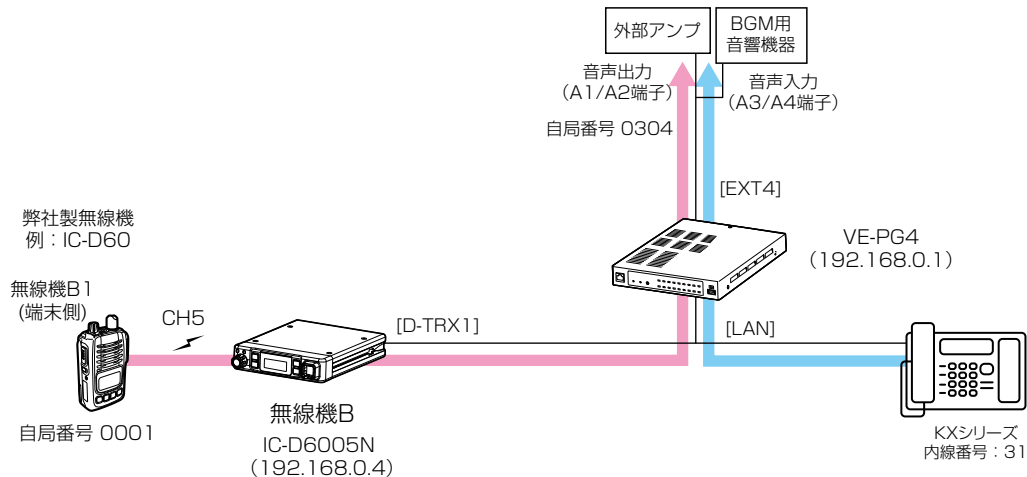 外部アンプ
BGM用
音響機器
音声出力
（A1/A2端子）
音声入力
（A3/A4端子）
自局番号 0304
[EXT4]
弊社製無線機
例：IC-D60
VE-PG4
（192.168.0.1）
無線機B1
(端末側)
CH5
[D-TRX1]
[LAN]
自局番号 0001
無線機B
IC-D6005N
（192.168.0.4）
KXシリーズ
内線番号：31